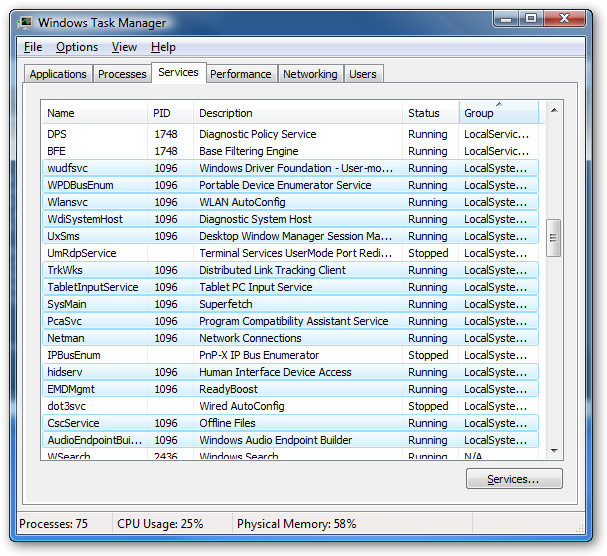 Windows Task Manager
File Options View Help
Applications Processes Services Performance Networking Users
Name PID Description Status Group
DPS 1748 Diagnostic Policy Service Running LocalServic...
BFE 1748 Base Filtering Engine Running LocalServic...
wudfsvc 1096 Windows Driver Foundation - User-mo... Running LocalSyste...
WPDBusEnum 1096 Portable Device Enumerator Service Running LocalSyste...
Wlansvc 1096 WLAN AutoConfig Running LocalSyste...
WdiSystemHost 1096 Diagnostic System Host Running LocalSyste...
UxSms 1096 Desktop Window Manager Session Ma... Running LocalSyste...
UmRdpService Terminal Services UserMode Port Redi... Stopped LocalSyste...
TrkWks 1096 Distributed Link Tracking Client Running LocalSyste...
TabletInputService 1096 Tablet PC Input Service Running LocalSyste...
SysMain 1096 Superfetch Running LocalSyste...
PcaSvc 1096 Program Compatibility Assistant Service Running LocalSyste...
Netman 1096 Network Connections Running LocalSyste...
IPBusEnum PnP-X IP Bus Enumerator Stopped LocalSyste...
hidserv 1096 Human Interface Device Access Running LocalSyste...
EMDMgmt 1096 ReadyBoost Running LocalSyste...
dot3svc Wired AutoConfig Stopped LocalSyste...
CscService 1096 Offline Files Running LocalSyste...
AudioEndpointBui... 1096 Windows Audio Endpoint Builder Running LocalSyste...
WSearch 2436 Windows Search Running N/A
Services...
Processes: 75 CPU Usage: 25% Physical Memory: 58%